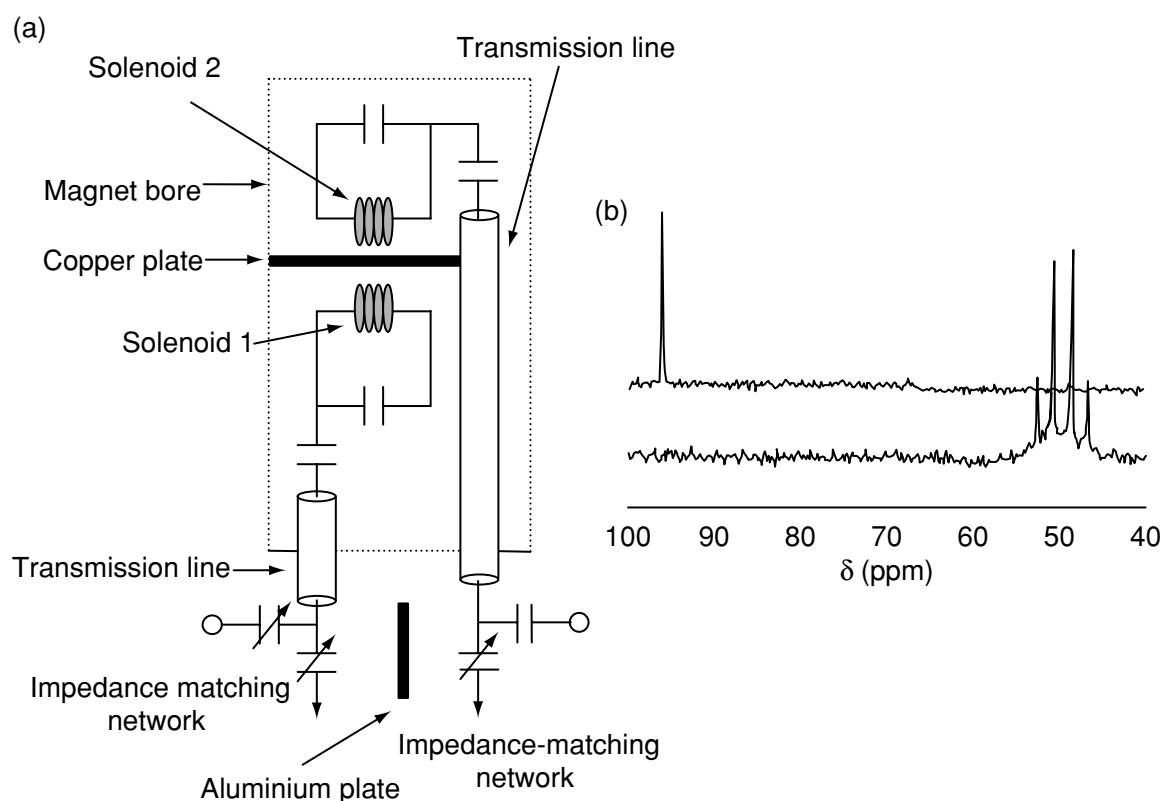 (a)
Transmission line
Solenoid 2
Magnet bore
Copper plate
Solenoid 1
Transmission line
Impedance matching
network
Impedance-matching
network
Aluminium plate
(b)
100 90 80 70 60 50 40
δ (ppm)